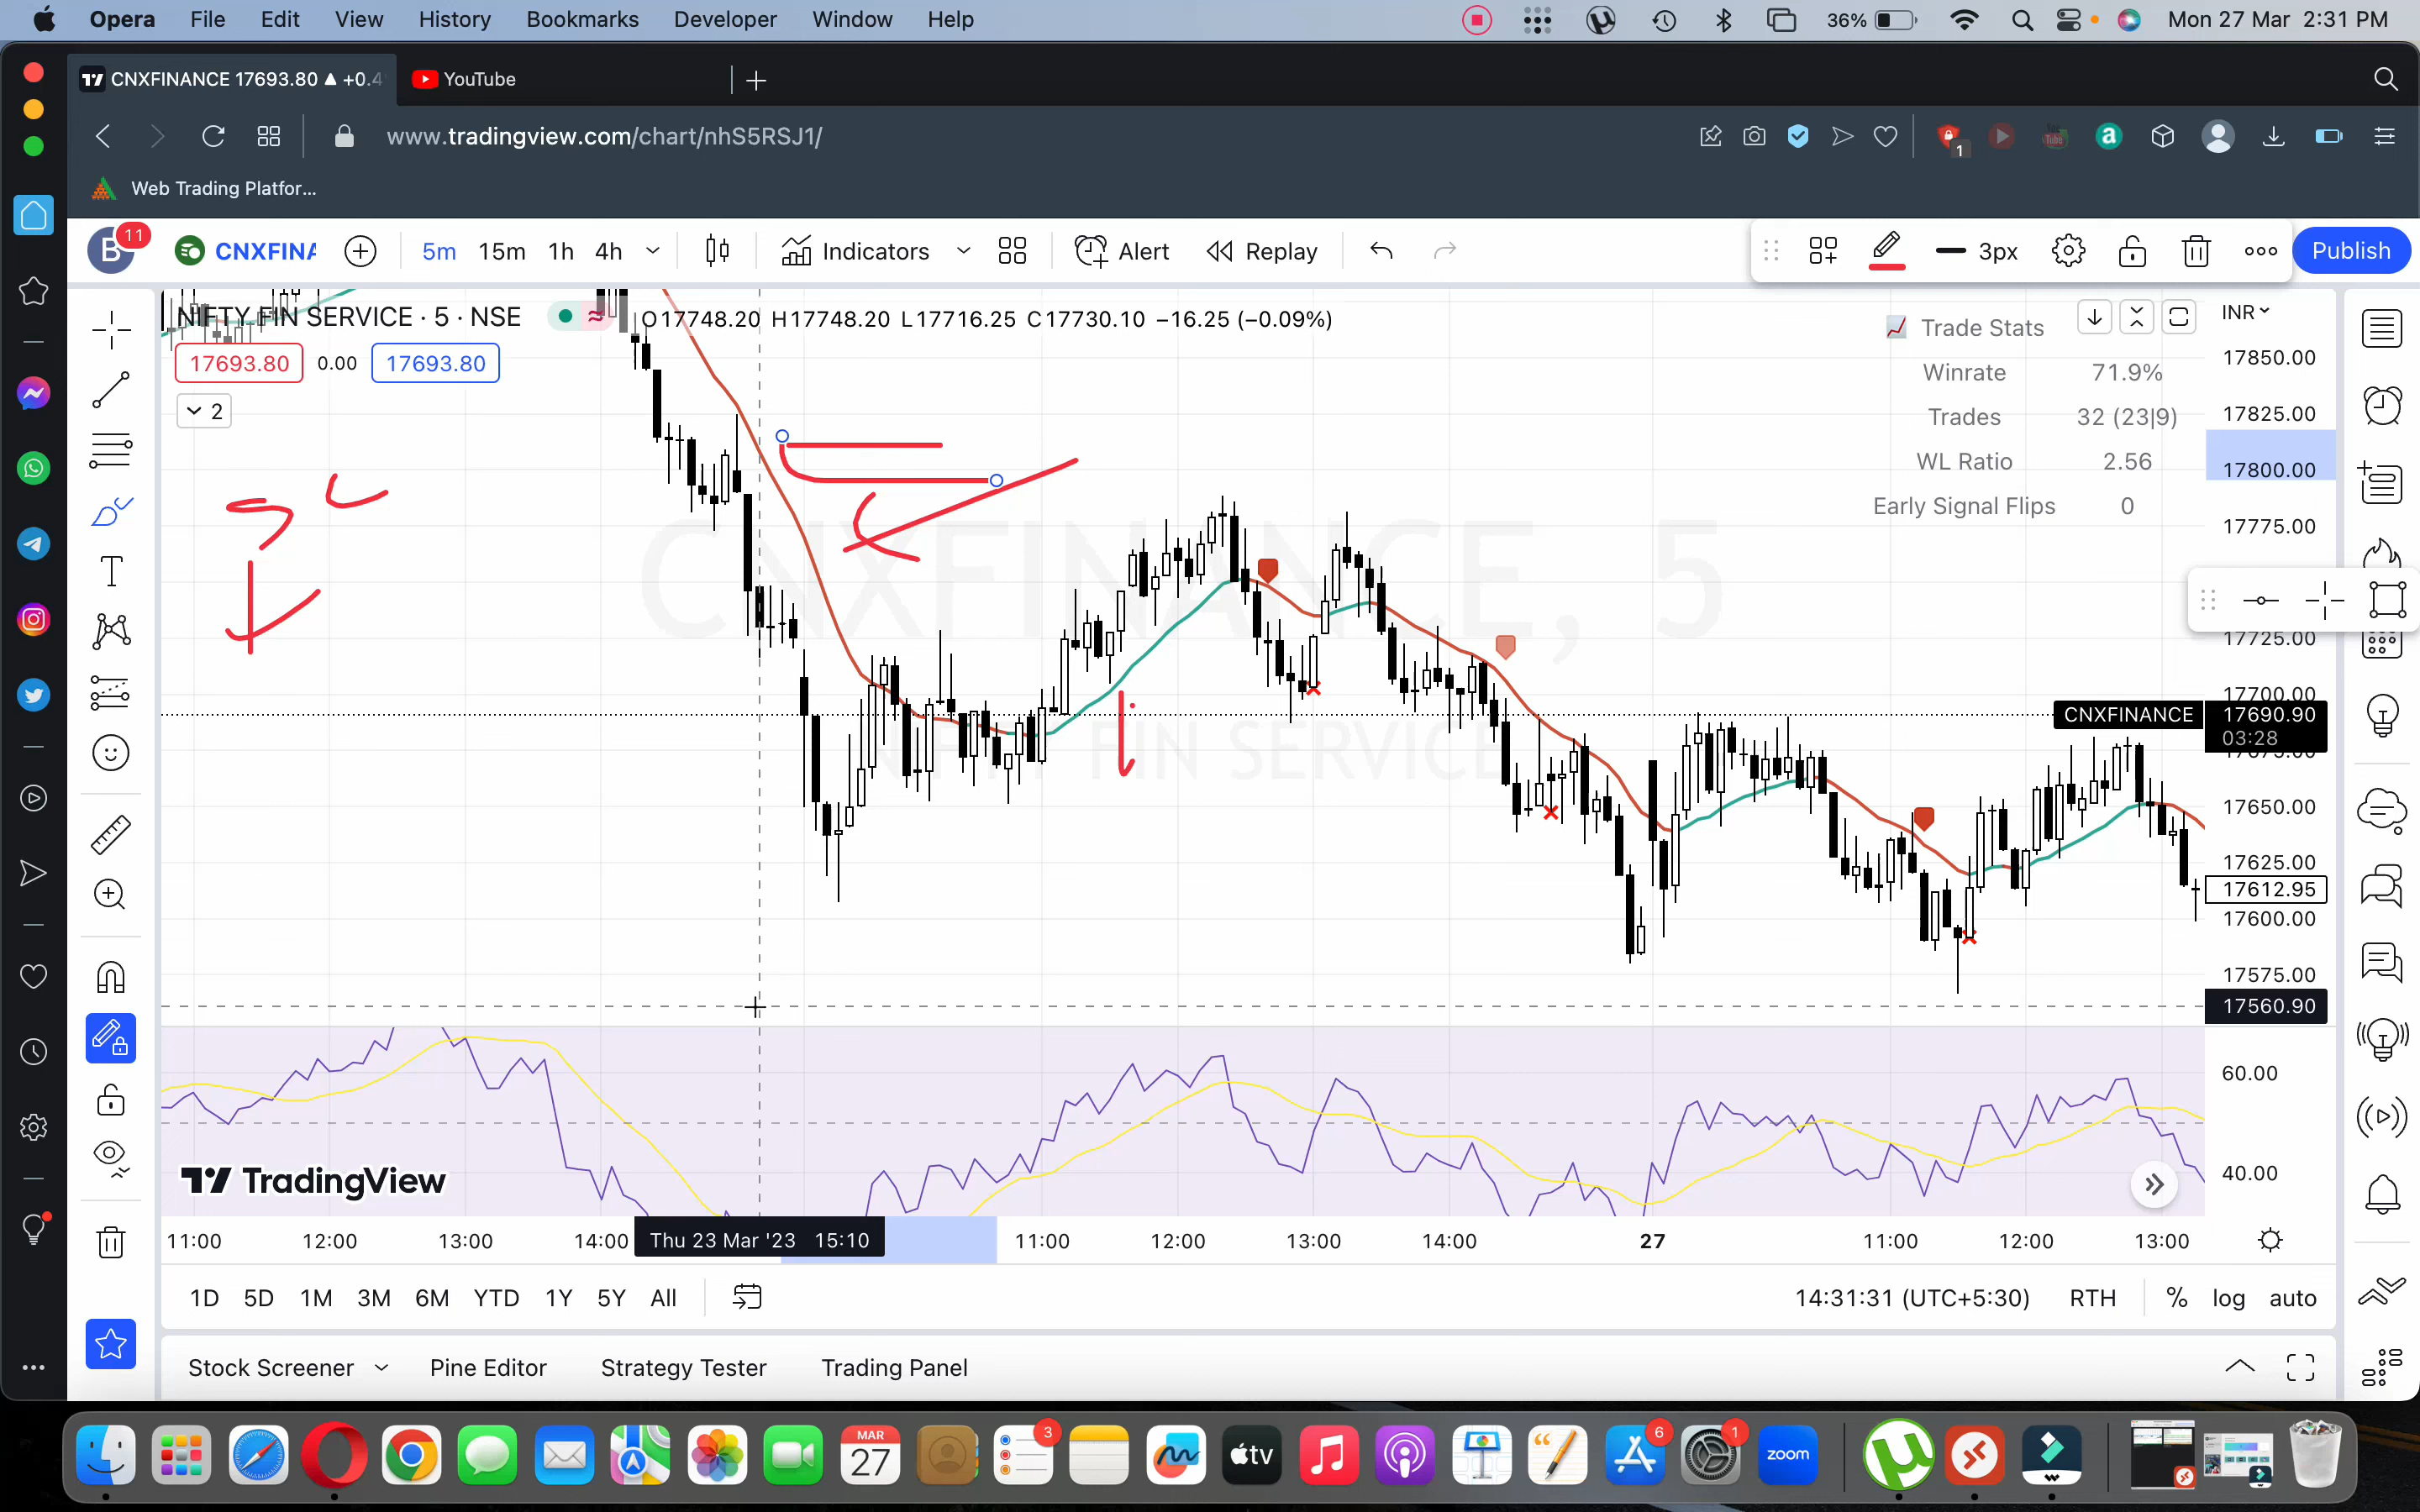 Opera File Edit View History Bookmarks Developer Window Help 36% Mon 27 Mar 2:31 PM
CNXFINANCE 17693.80 ▲ +0.4 YouTube
www.tradingview.com/chart/nhS5RSJ1/ 1
Web Trading Platfor...
B 11 CNXFINA 5m 15m 1h 4h Indicators Alert Replay 3px Publish
NIFTY FIN SERVICE · 5 · NSE O17748.20 H17748.20 L17716.25 C17730.10 −16.25 (−0.09%)
17693.80 0.00 17693.80
2
Trade Stats
Winrate 71.9%
Trades 32 (23|9)
WL Ratio 2.56
Early Signal Flips 0
INR
17850.00
17825.00
17800.00
17775.00
17725.00
17700.00
CNXFINANCE 17690.90
03:28
17675.00
17650.00
17625.00
17612.95
17600.00
17575.00
17560.90
CNXFINANCE, 5
NIFTY FIN SERVICE
60.00
40.00
TradingView
11:00 12:00 13:00 14:00 Thu 23 Mar '23 15:10 11:00 12:00 13:00 14:00 27 11:00 12:00 13:00
1D 5D 1M 3M 6M YTD 1Y 5Y All 14:31:31 (UTC+5:30) RTH % log auto
Stock Screener Pine Editor Strategy Tester Trading Panel
MAR
27
3
tv
6
1
zoom